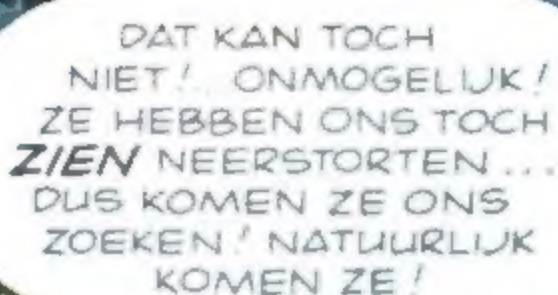 DAT KAN TOCH
NIET! ONMOGELIJK!
ZE HEBBEN ONS TOCH
ZIEN NEERSTORTEN...
DUS KOMEN ZE ONS
ZOEKEN! NATUURLIJK
KOMEN ZE!